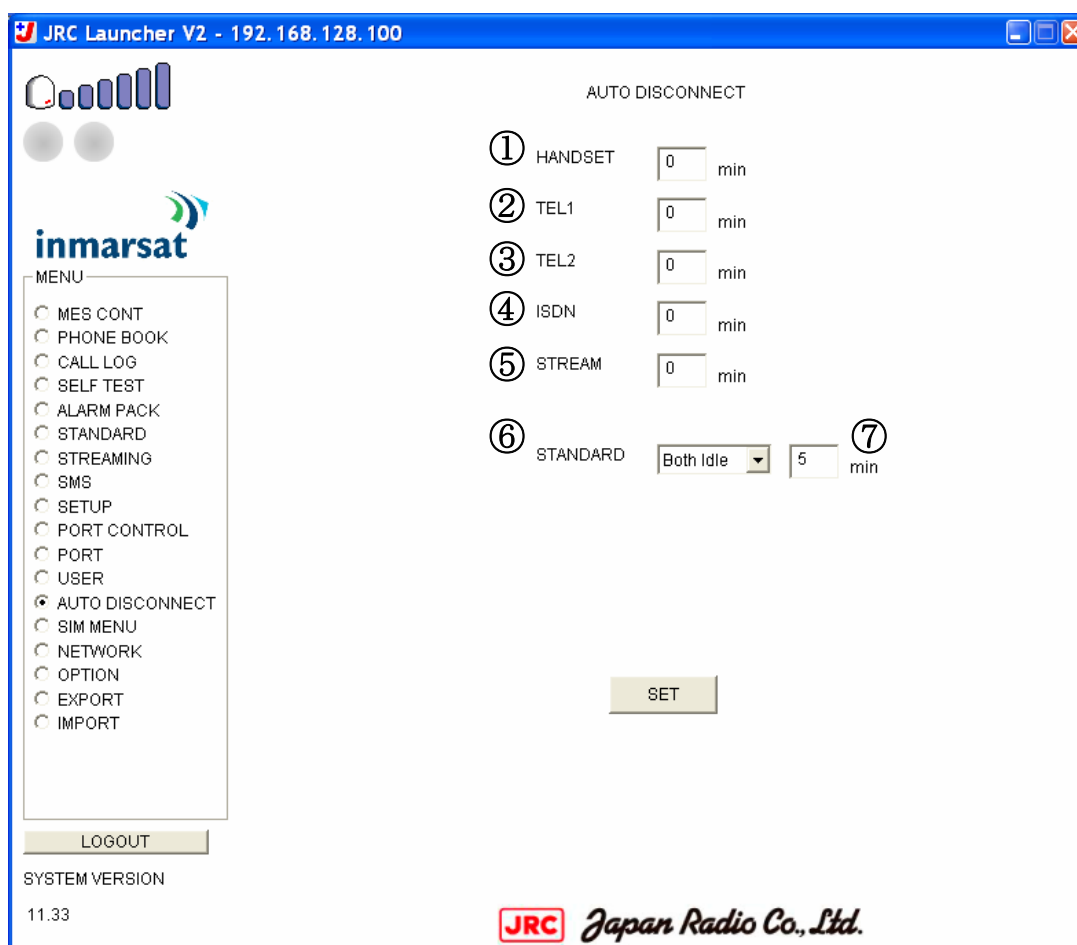 JRC Launcher V2 - 192.168.128.100
AUTO DISCONNECT
① HANDSET 0 min
② TEL1 0 min
③ TEL2 0 min
④ ISDN 0 min
⑤ STREAM 0 min
⑥ STANDARD Both Idle 5 ⑦ min
SET
inmarsat
MENU
MES CONT
PHONE BOOK
CALL LOG
SELF TEST
ALARM PACK
STANDARD
STREAMING
SMS
SETUP
PORT CONTROL
PORT
USER
AUTO DISCONNECT
SIM MENU
NETWORK
OPTION
EXPORT
IMPORT
LOGOUT
SYSTEM VERSION
11.33
JRC Japan Radio Co., Ltd.